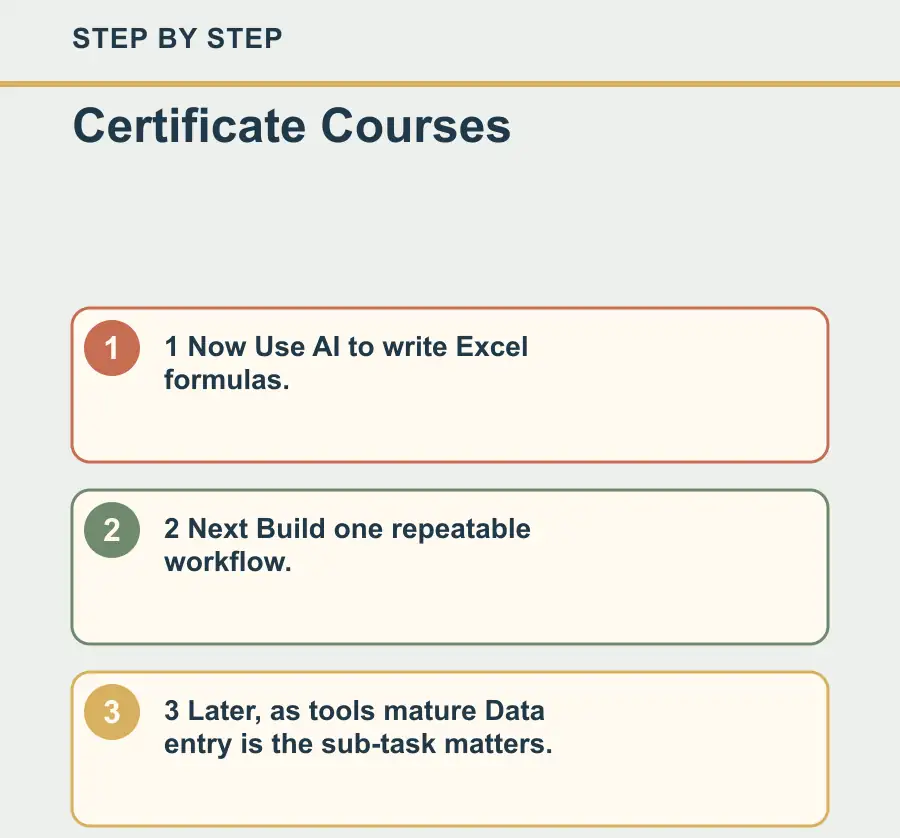 STEP BY STEP
Certificate Courses
1
1 Now Use AI to write Excel
formulas.
2
2 Next Build one repeatable
workflow.
3
3 Later, as tools mature Data
entry is the sub-task matters.